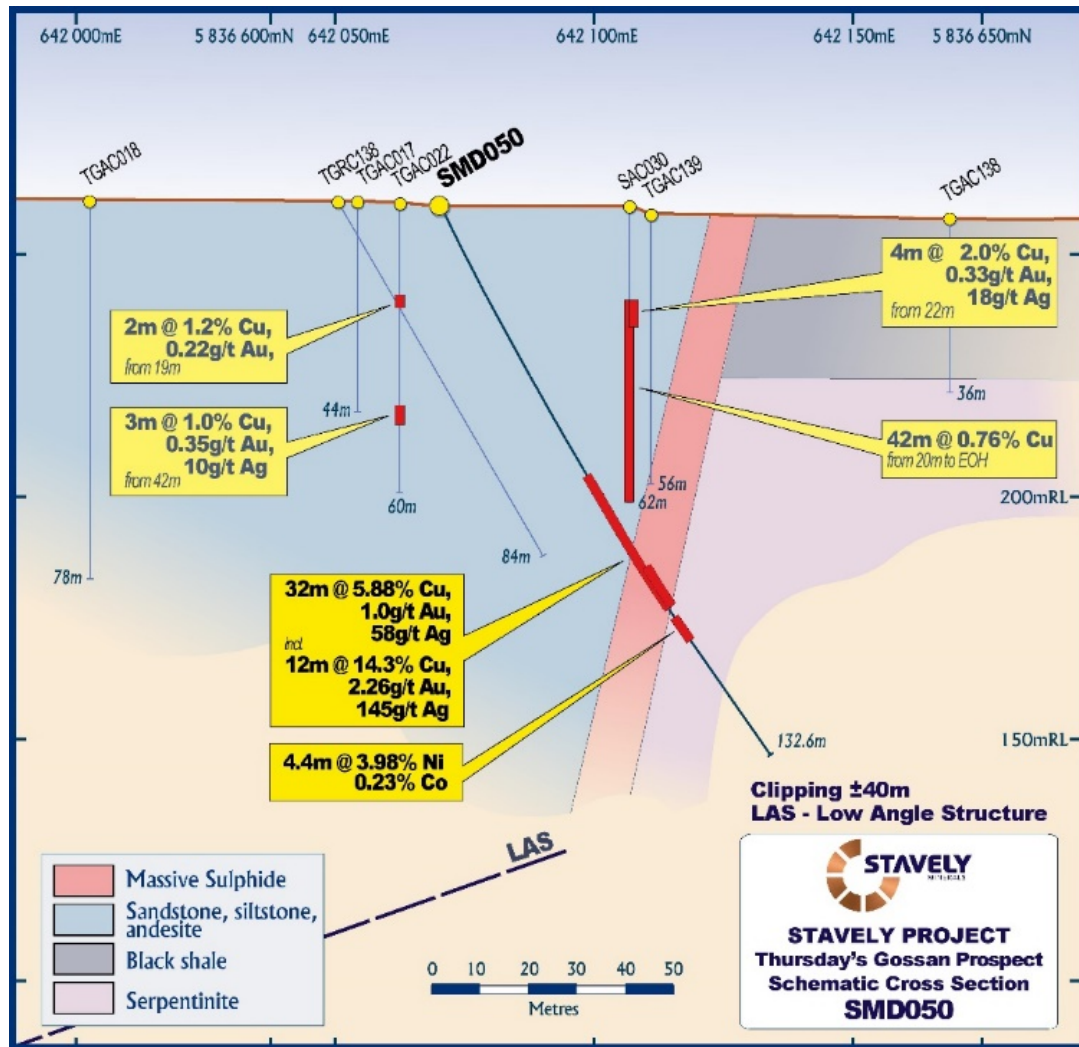 642 000mE
5 836 600mN
642 050mE
642 100mE
642 150mE
5 836 650mN
TGAC018
TGRC138
TGAC017
TGAC022
SMD050
SAC030
TGAC139
TGAC138
2m @ 1.2% Cu,
0.22g/t Au,
from 19m
3m @ 1.0% Cu,
0.35g/t Au,
10g/t Ag
from 42m
4m @ 2.0% Cu,
0.33g/t Au,
18g/t Ag
from 22m
42m @ 0.76% Cu
from 20m to EOH
36m
44m
56m
62m
60m
200mRL
84m
78m
32m @ 5.88% Cu,
1.0g/t Au,
58g/t Ag
incl
12m @ 14.3% Cu,
2.26g/t Au,
145g/t Ag
4.4m @ 3.98% Ni
0.23% Co
132.6m
150mRL
Clipping ±40m
LAS - Low Angle Structure
LAS
Massive Sulphide
Sandstone, siltstone,
andesite
Black shale
Serpentinite
0 10 20 30 40 50
Metres
STAVELY
MINERALS
STAVELY PROJECT
Thursday's Gossan Prospect
Schematic Cross Section
SMD050